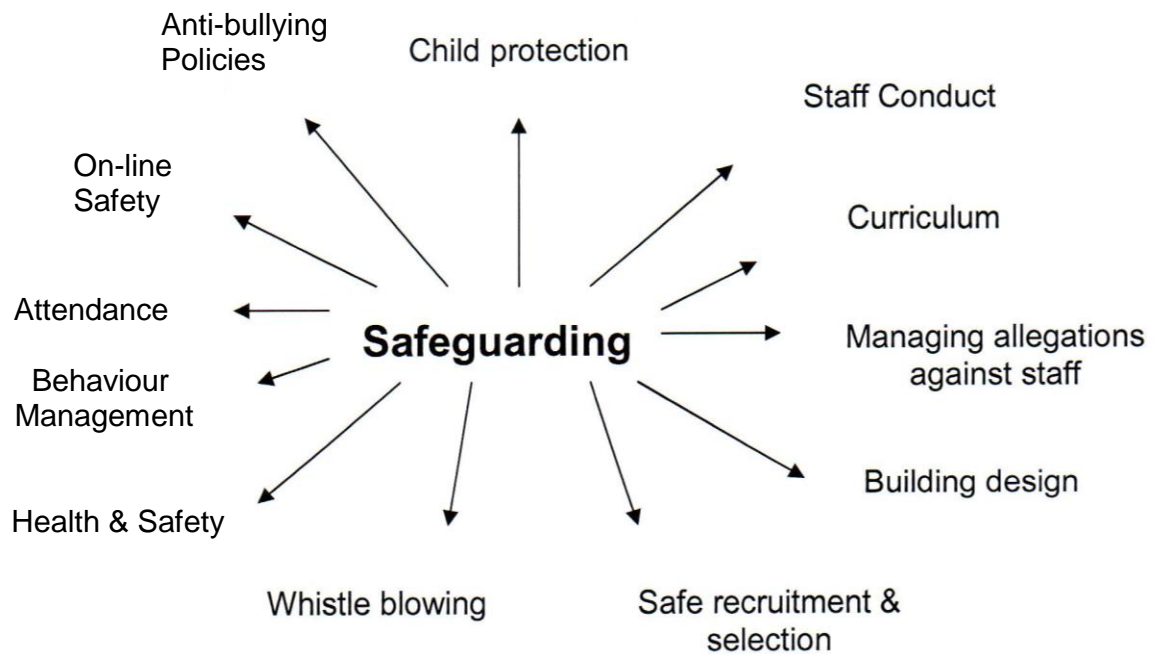 Anti-bullying
Policies
Child protection
Staff Conduct
On-line
Safety
Curriculum
Attendance
Safeguarding
Managing allegations
against staff
Behaviour
Management
Building design
Health & Safety
Whistle blowing
Safe recruitment &
selection